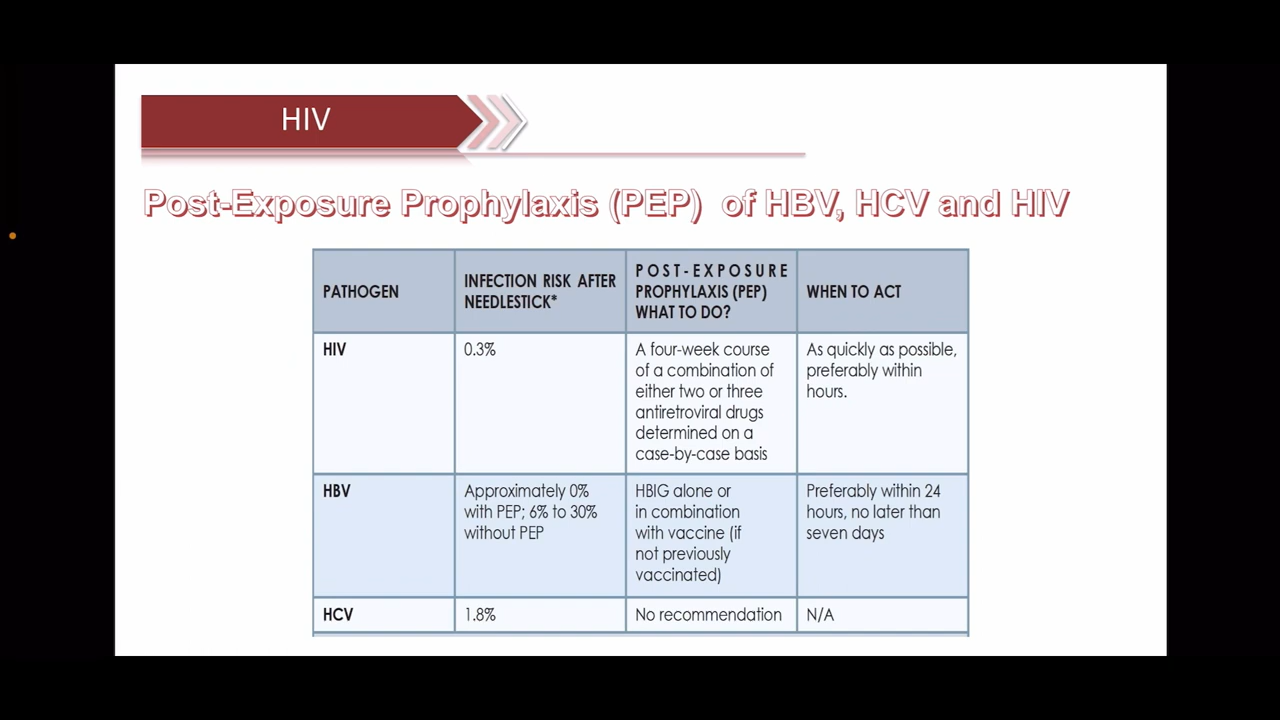 HIV
Post-Exposure Prophylaxis (PEP) of HBV, HCV and HIV
PATHOGEN
INFECTION RISK AFTER
NEEDLESTICK*
POST-EXPOSURE
PROPHYLAXIS (PEP)
WHAT TO DO?
WHEN TO ACT
HIV
0.3%
A four-week course
of a combination of
either two or three
antiretroviral drugs
determined on a
case-by-case basis
As quickly as possible,
preferably within
hours.
HBV
Approximately 0%
with PEP; 6% to 30%
without PEP
HBIG alone or
in combination
with vaccine (if
not previously
vaccinated)
Preferably within 24
hours, no later than
seven days
HCV
1.8%
No recommendation
N/A